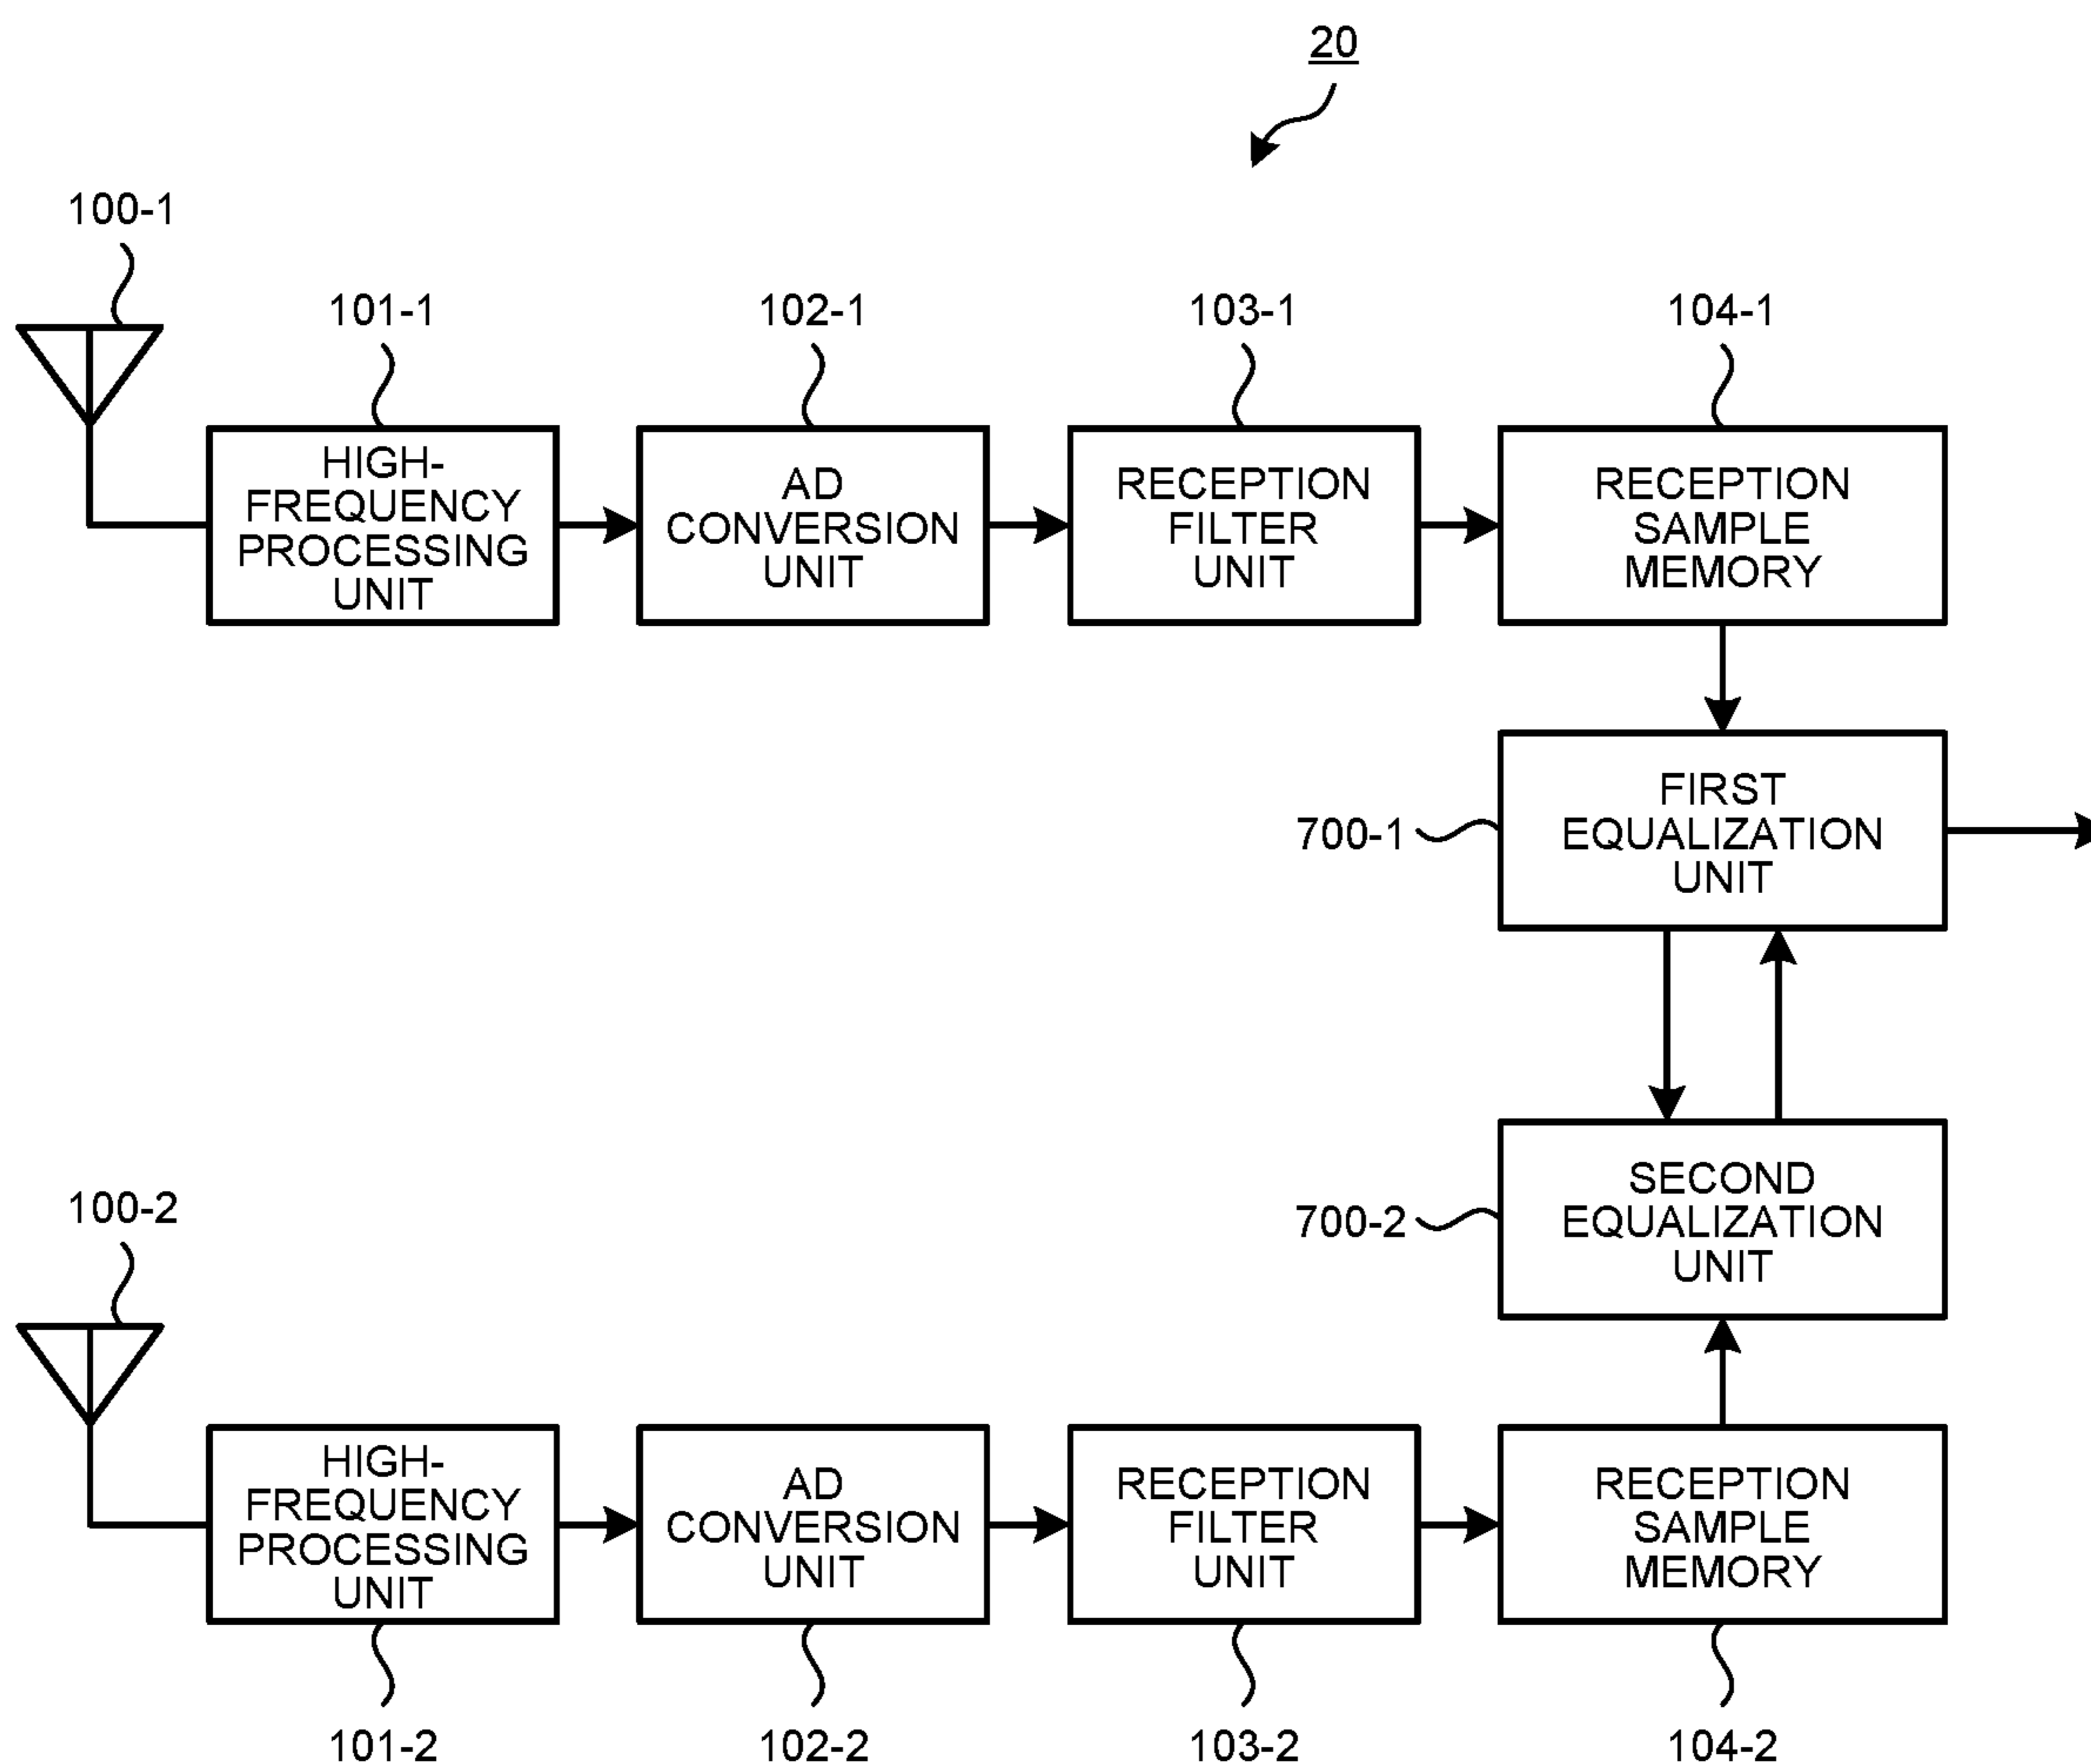 20
100-1
101-1
102-1
103-1
104-1
HIGH-
FREQUENCY
PROCESSING
UNIT
AD
CONVERSION
UNIT
RECEPTION
FILTER
UNIT
RECEPTION
SAMPLE
MEMORY
700-1
FIRST
EQUALIZATION
UNIT
700-2
SECOND
EQUALIZATION
UNIT
100-2
HIGH-
FREQUENCY
PROCESSING
UNIT
AD
CONVERSION
UNIT
RECEPTION
FILTER
UNIT
RECEPTION
SAMPLE
MEMORY
101-2
102-2
103-2
104-2